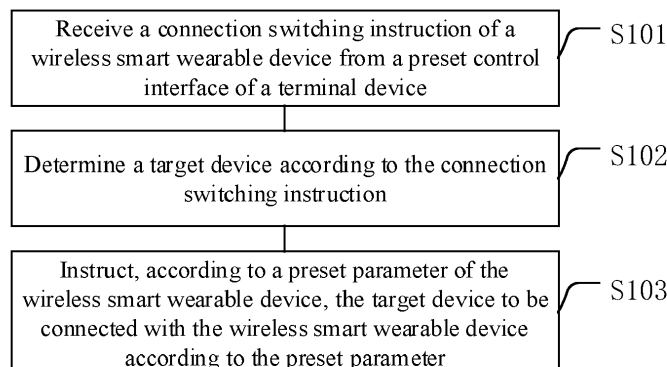 Receive a connection switching instruction of a
wireless smart wearable device from a preset control
interface of a terminal device
S101
Determine a target device according to the connection
switching instruction
S102
Instruct, according to a preset parameter of the
wireless smart wearable device, the target device to be
connected with the wireless smart wearable device
according to the preset parameter
S103